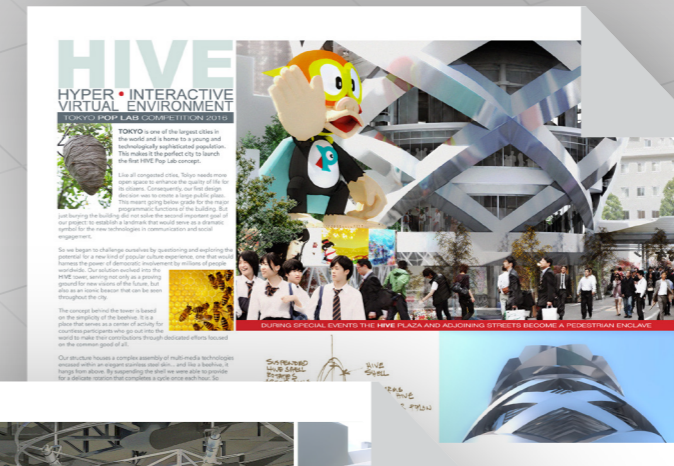 HIVE
HYPER • INTERACTIVE
VIRTUAL ENVIRONMENT
TOKYO POP LAB COMPETITION 2016
TOKYO is one of the largest cities in
the world and is home to a young and
technologically sophisticated population.
This makes it the perfect city to launch
the first HIVE Pop Lab concept.
Like all congested cities, Tokyo needs more
open space to enhance the quality of life for
its citizens. Consequently, our first design
decision was to create a large public plaza.
This meant going below grade for the major
programmatic functions of the building. But
just burying the building did not solve the second important goal of
our project: to establish a landmark that would serve as a dramatic
symbol for the new technologies in communication and social
engagement.
So we began to challenge ourselves by questioning and exploring the
potential for a new kind of popular culture experience, one that would
harness the power of democratic involvement by millions of people
worldwide. Our solution evolved into the
HIVE tower, serving not only as a proving
ground for new visions of the future, but
also as an iconic beacon that can be seen
throughout the city.
The concept behind the tower is based
on the simplicity of the beehive. It is a
place that serves as a center of activity for
countless participants who go out into the
world to make their contributions through dedicated efforts focused
on the common good of all.
Our structure houses a complex assembly of multi-media technologies
encased within an elegant stainless steel skin... and like a beehive, it
hangs from above. By suspending the shell we were able to provide
for a delicate rotation that completes a cycle once each hour. So
DURING SPECIAL EVENTS THE HIVE PLAZA AND ADJOINING STREETS BECOME A PEDESTRIAN ENCLAVE
SUSPENDED
HIVE SHELL
ROTATES
HIVE
SHELL